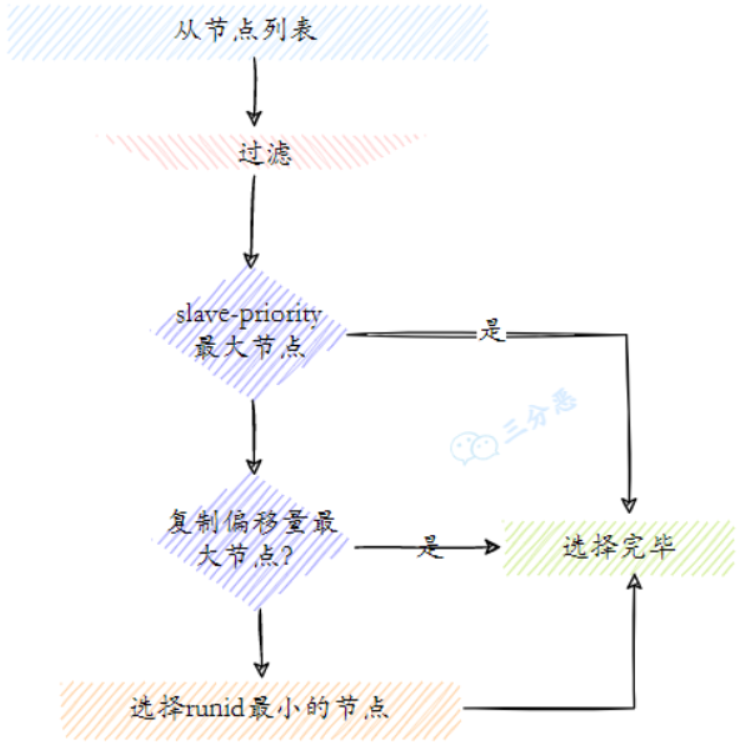 从节点列表
过滤
slave-priority
最大节点
是
三分恶
复制偏移量最
大节点?
是
选择完毕
选择runid最小的节点